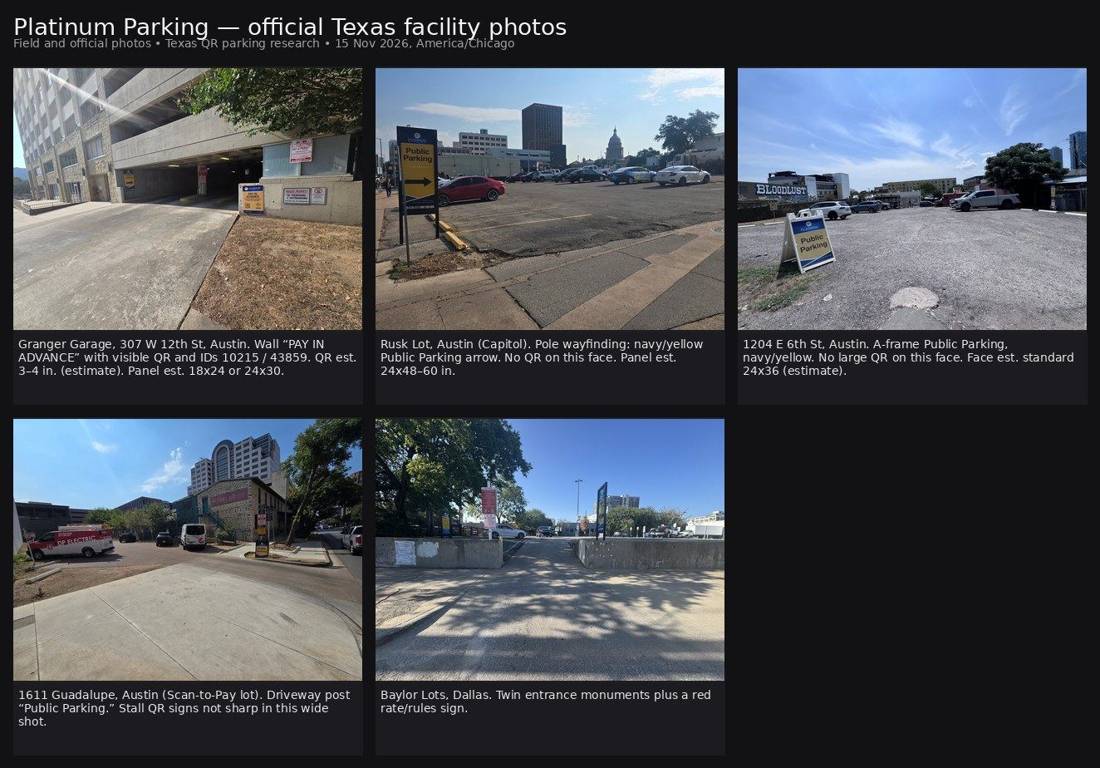 Platinum Parking — official Texas facility photos
Field and official photos • Texas QR parking research • 15 Nov 2026, America/Chicago
Public
Parking
BLOODLUST
Public
Parking
Granger Garage, 307 W 12th St, Austin. Wall “PAY IN
ADVANCE” with visible QR and IDs 10215 / 43859. QR est.
3–4 in. (estimate). Panel est. 18x24 or 24x30.
Rusk Lot, Austin (Capitol). Pole wayfinding: navy/yellow
Public Parking arrow. No QR on this face. Panel est.
24x48–60 in.
1204 E 6th St, Austin. A-frame Public Parking,
navy/yellow. No large QR on this face. Face est. standard
24x36 (estimate).
DP ELECTRIC
1611 Guadalupe, Austin (Scan-to-Pay lot). Driveway post
“Public Parking.” Stall QR signs not sharp in this wide
shot.
Baylor Lots, Dallas. Twin entrance monuments plus a red
rate/rules sign.